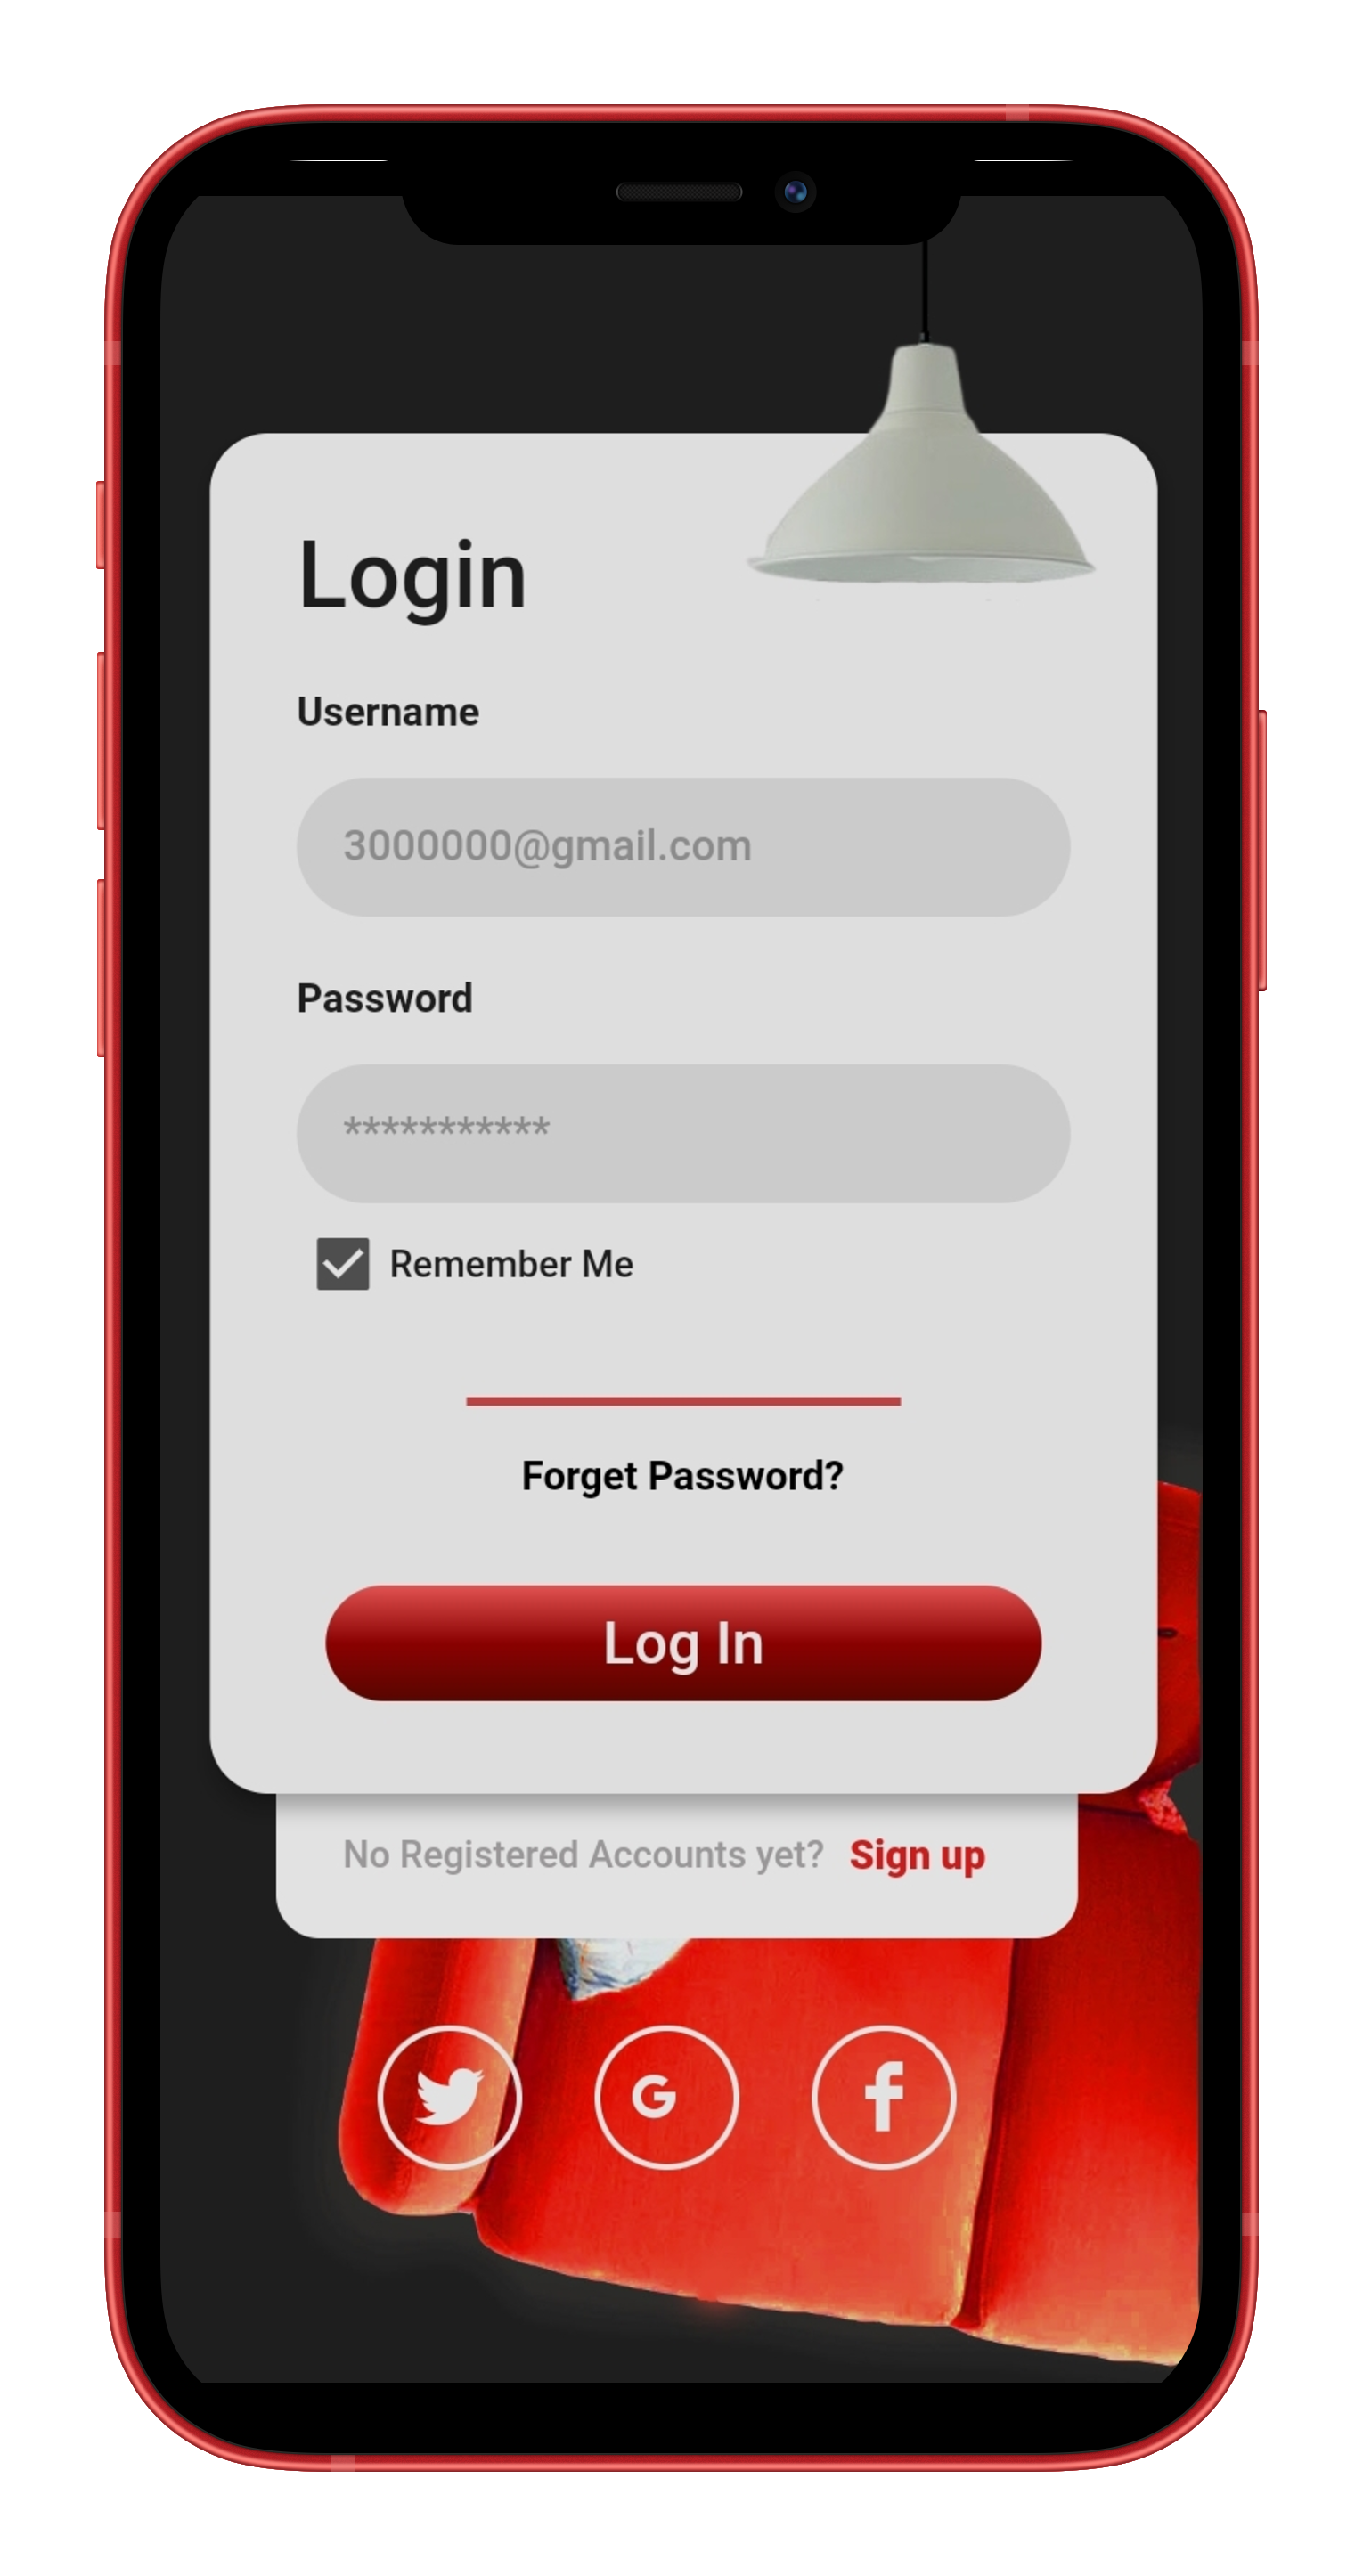 Login
Username
3000000@gmail.com
Password
***********
Remember Me
Forget Password?
Log In
No Registered Accounts yet? Sign up
G
f